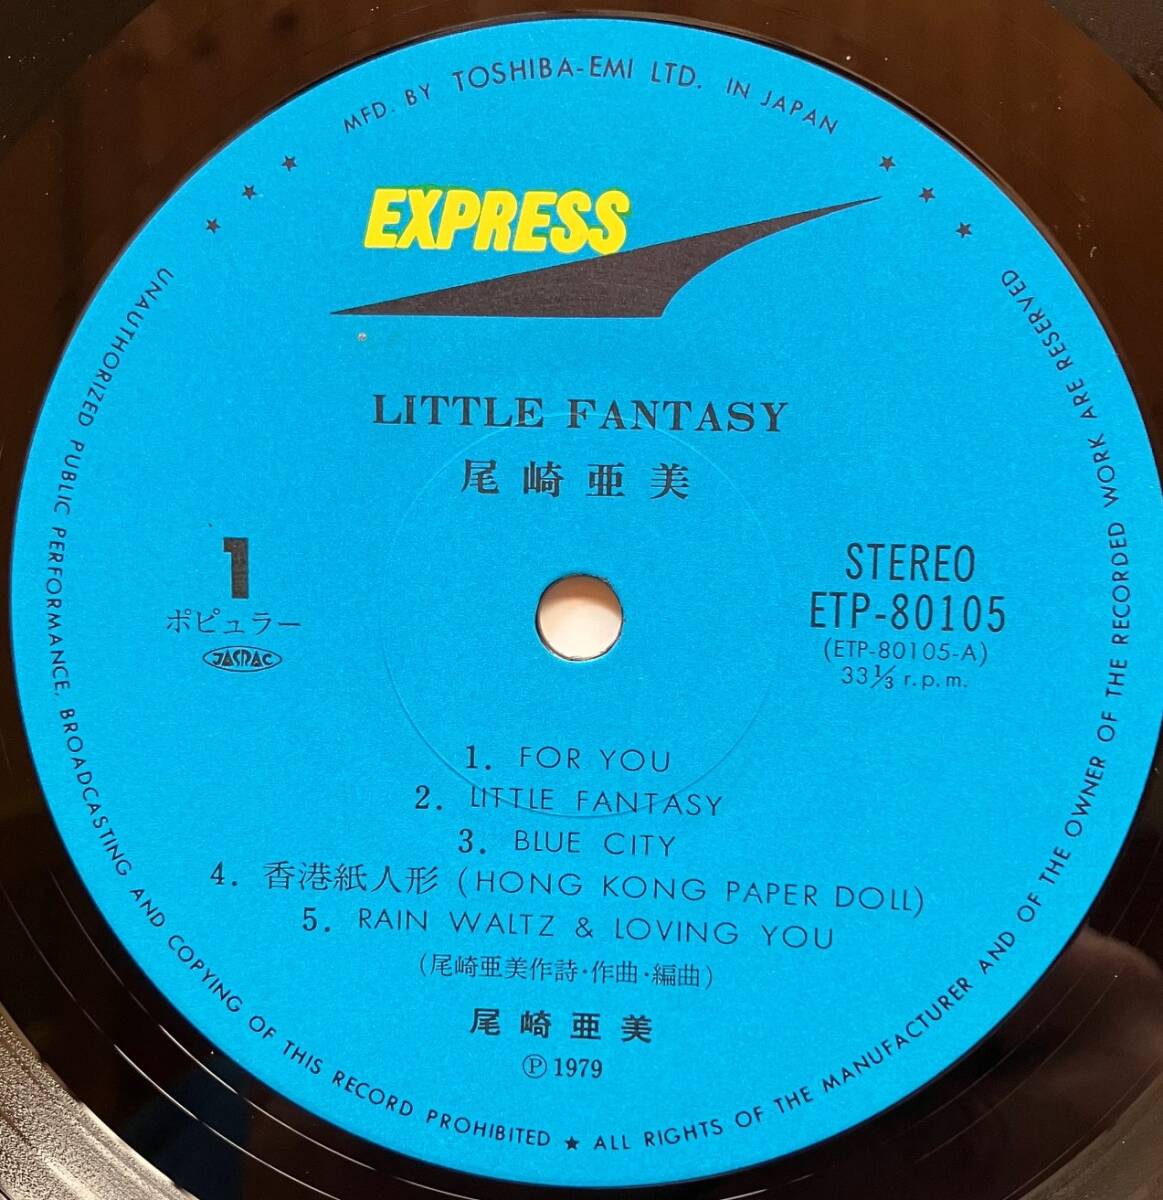 MFD. BY TOSHIBA-EMI LTD. IN JAPAN
EXPRESS
LITTLE FANTASY
尾崎亜美
1
ポピュラー
JASRAC
STEREO
ETP-80105
(ETP-80105-A)
33⅓ r.p.m.
1. FOR YOU
2. LITTLE FANTASY
3. BLUE CITY
4. 香港紙人形 (HONG KONG PAPER DOLL)
5. RAIN WALTZ & LOVING YOU
(尾崎亜美作詩・作曲・編曲)
尾崎亜美
Ⓟ 1979
UNAUTHORIZED PUBLIC PERFORMANCE, BROADCASTING AND COPYING OF THIS RECORD PROHIBITED ★ ALL RIGHTS OF THE MANUFACTURER AND OF THE OWNER OF THE RECORDED WORK ARE RESERVED